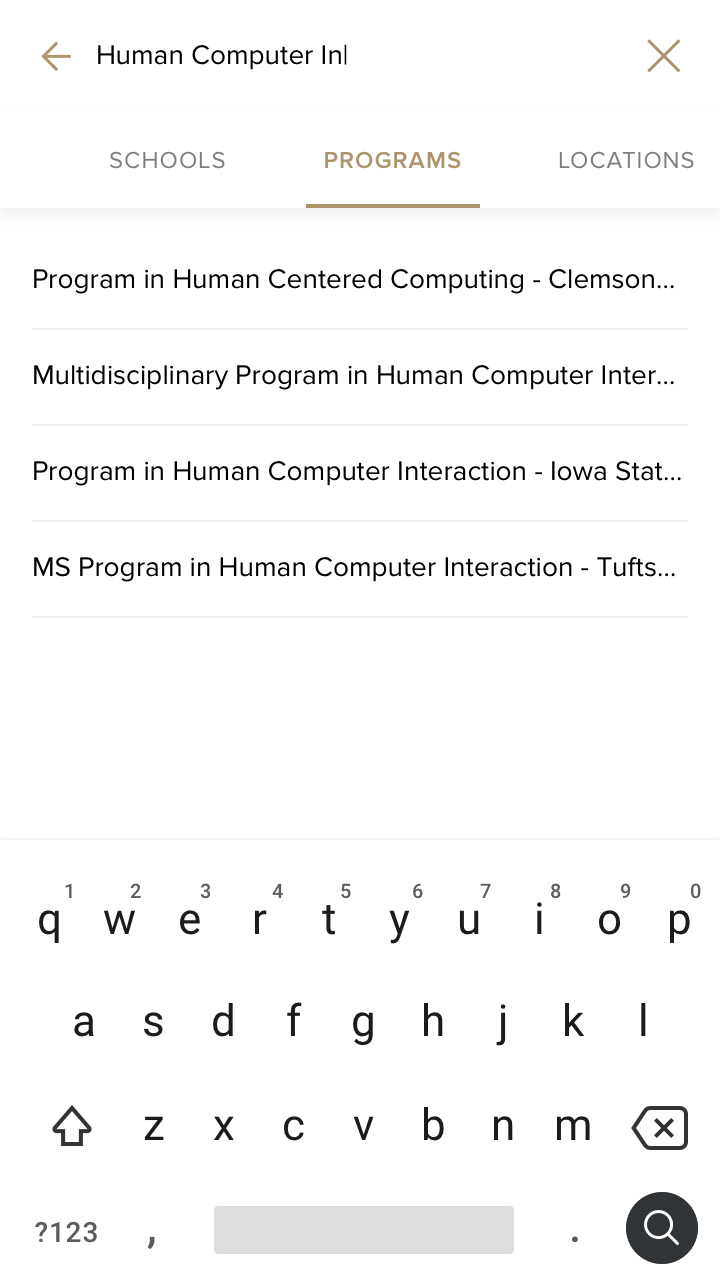 Human Computer In
SCHOOLS PROGRAMS LOCATIONS
Program in Human Centered Computing - Clemson...
Multidisciplinary Program in Human Computer Inter...
Program in Human Computer Interaction - Iowa Stat...
MS Program in Human Computer Interaction - Tufts...
1 2 3 4 5 6 7 8 9 0
q w e r t y u i o p
a s d f g h j k l
z x c v b n m
?123 , .